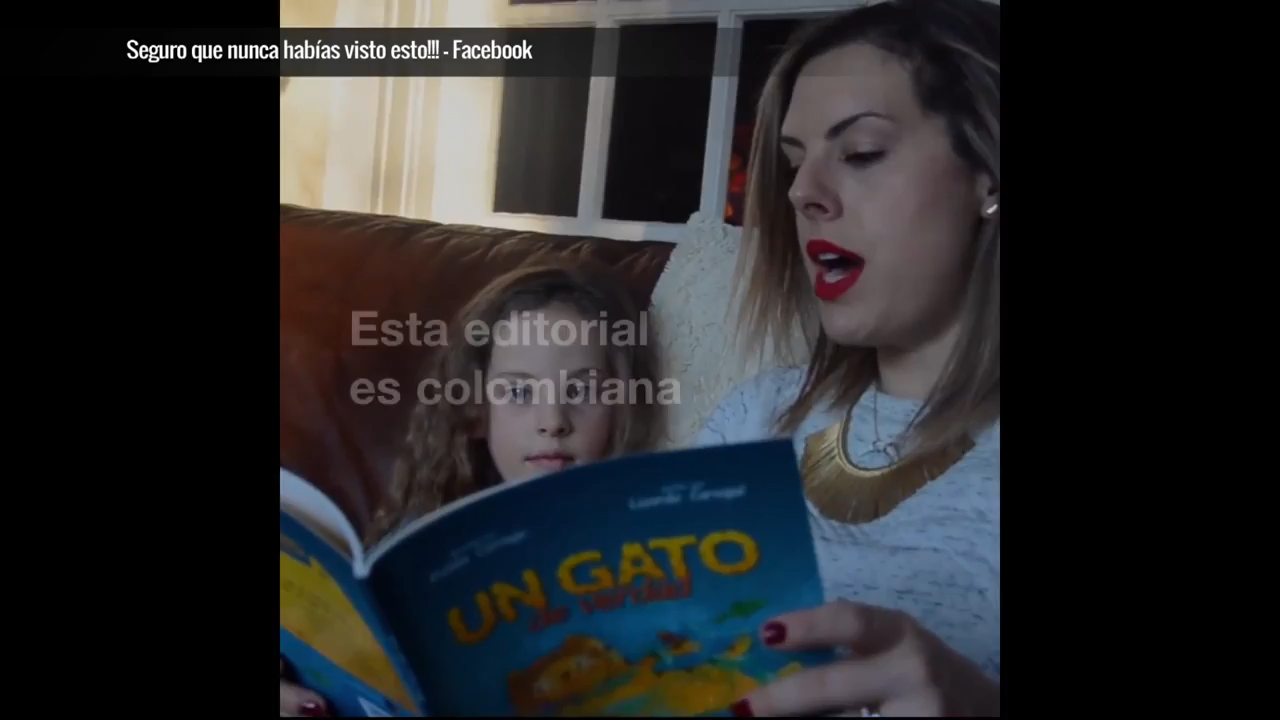 Seguro que nunca habías visto esto!!! - Facebook
Esta editorial
es colombiana
UN GATO
de verdad